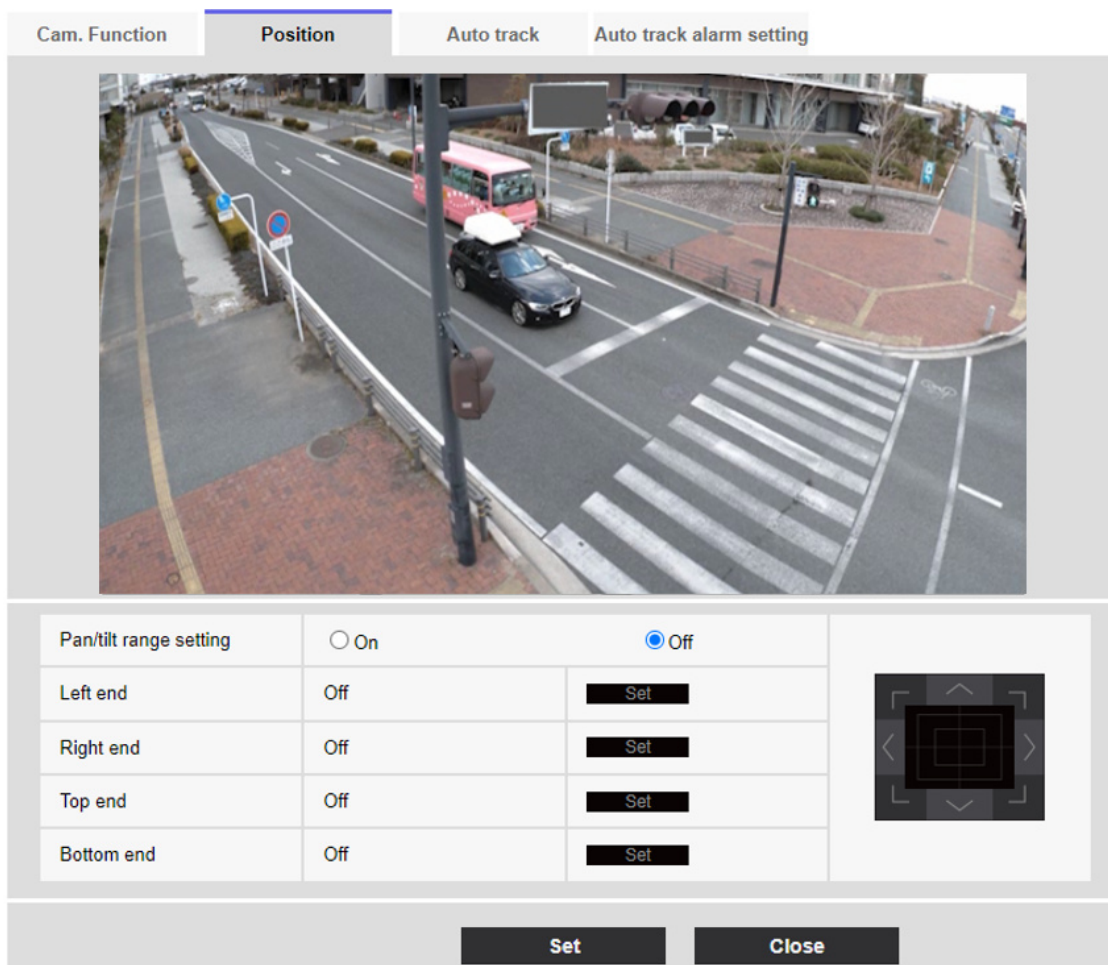 Cam. Function Position Auto track Auto track alarm setting
Pan/tilt range setting On Off
Left end Off Set
Right end Off Set
Top end Off Set
Bottom end Off Set
Set Close